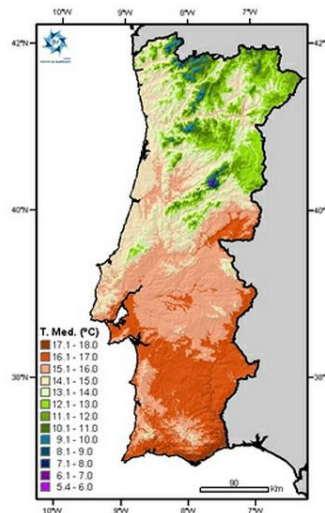 10°W 9°W 8°W 7°W
42°N 42°N
40°N 40°N
38°N 38°N
T. Med. (°C)
17.1 - 18.0
16.1 - 17.0
15.1 - 16.0
14.1 - 15.0
13.1 - 14.0
12.1 - 13.0
11.1 - 12.0
10.1 - 11.0
9.1 - 10.0
8.1 - 9.0
7.1 - 8.0
6.1 - 7.0
5.4 - 6.0
90
Km
10°W 9°W 8°W 7°W